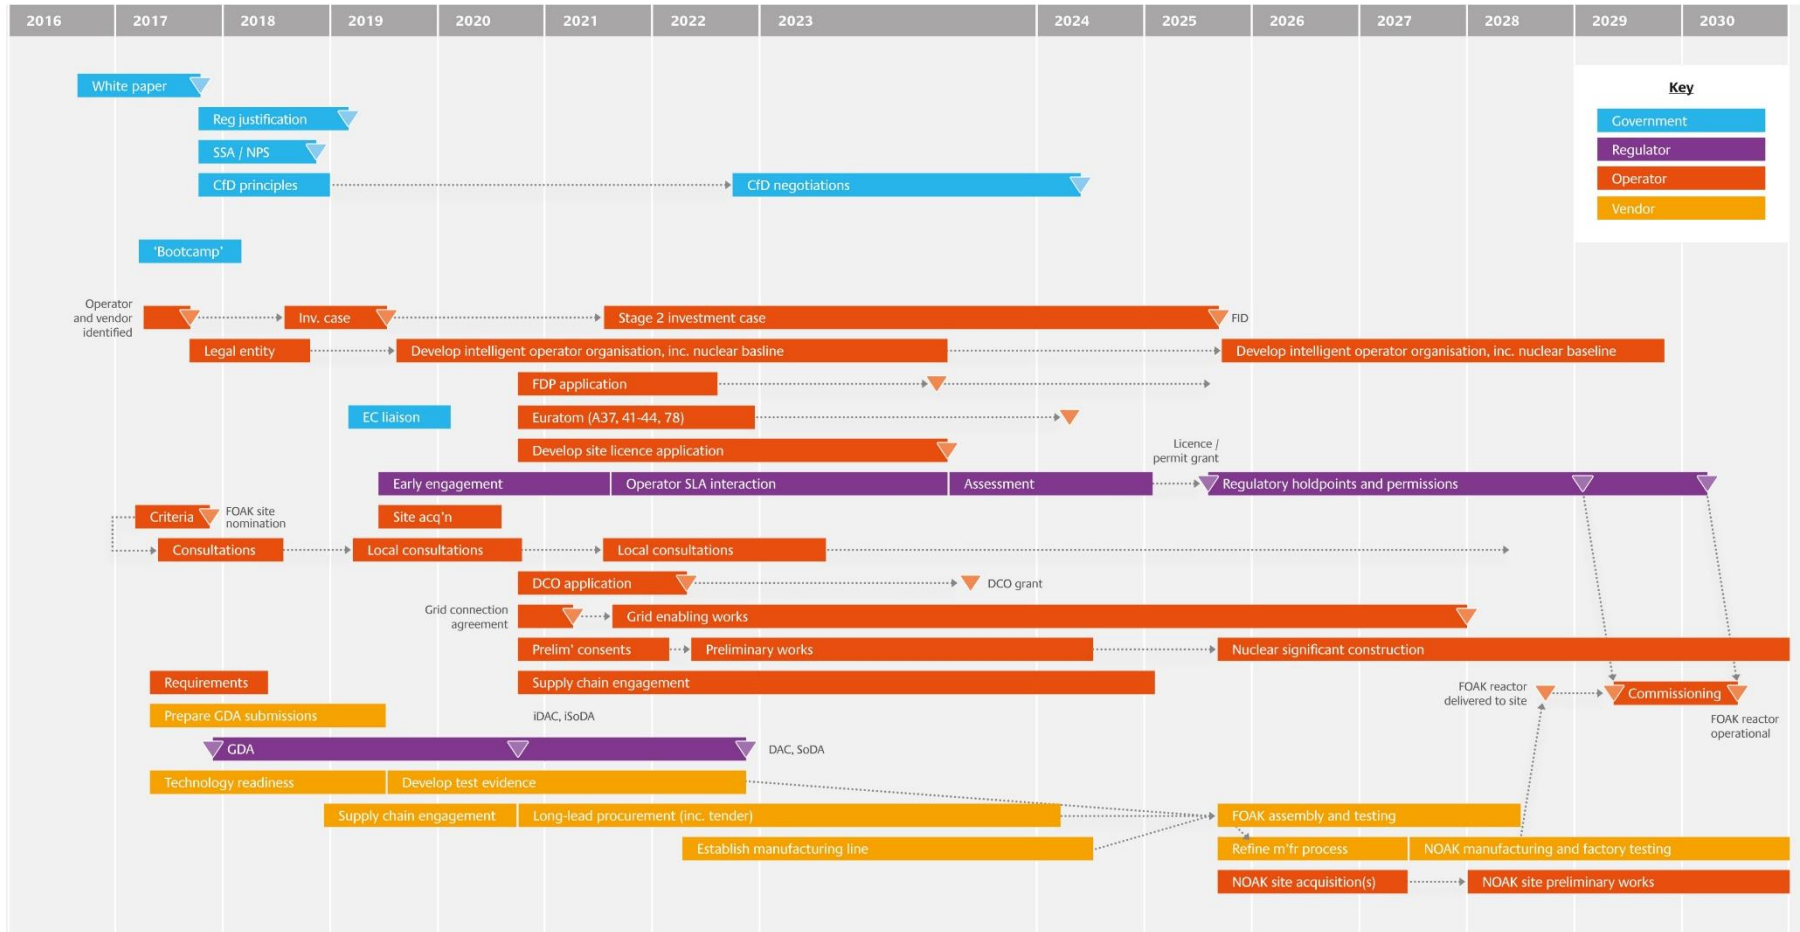 2016 2017 2018 2019 2020 2021 2022 2023 2024 2025 2026 2027 2028 2029 2030
White paper
Key
Reg justification
Government
SSA / NPS
Regulator
CfD principles
CfD negotiations
Operator
Vendor
'Bootcamp'
Operator
and vendor
identified
Inv. case
Stage 2 investment case
FID
Legal entity
Develop intelligent operator organisation, inc. nuclear basline
Develop intelligent operator organisation, inc. nuclear baseline
FDP application
EC liaison
Euratom (A37, 41-44, 78)
Develop site licence application
Licence /
permit grant
Early engagement
Operator SLA interaction
Assessment
Regulatory holdpoints and permissions
Criteria
FOAK site
nomination
Site acq'n
Consultations
Local consultations
Local consultations
DCO application
DCO grant
Grid connection
agreement
Grid enabling works
Prelim' consents
Preliminary works
Nuclear significant construction
Requirements
Supply chain engagement
FOAK reactor
delivered to site
Commissioning
FOAK reactor
operational
Prepare GDA submissions
iDAC, iSoDA
GDA
DAC, SoDA
Technology readiness
Develop test evidence
Supply chain engagement
Long-lead procurement (inc. tender)
FOAK assembly and testing
Establish manufacturing line
Refine m'fr process
NOAK manufacturing and factory testing
NOAK site acquisition(s)
NOAK site preliminary works